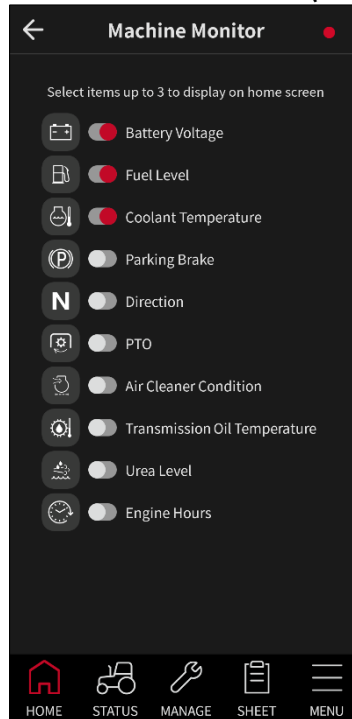 Machine Monitor
Select items up to 3 to display on home screen
Battery Voltage
Fuel Level
Coolant Temperature
(P) Parking Brake
N Direction
PTO
Air Cleaner Condition
Transmission Oil Temperature
Urea Level
Engine Hours
HOME STATUS MANAGE SHEET MENU